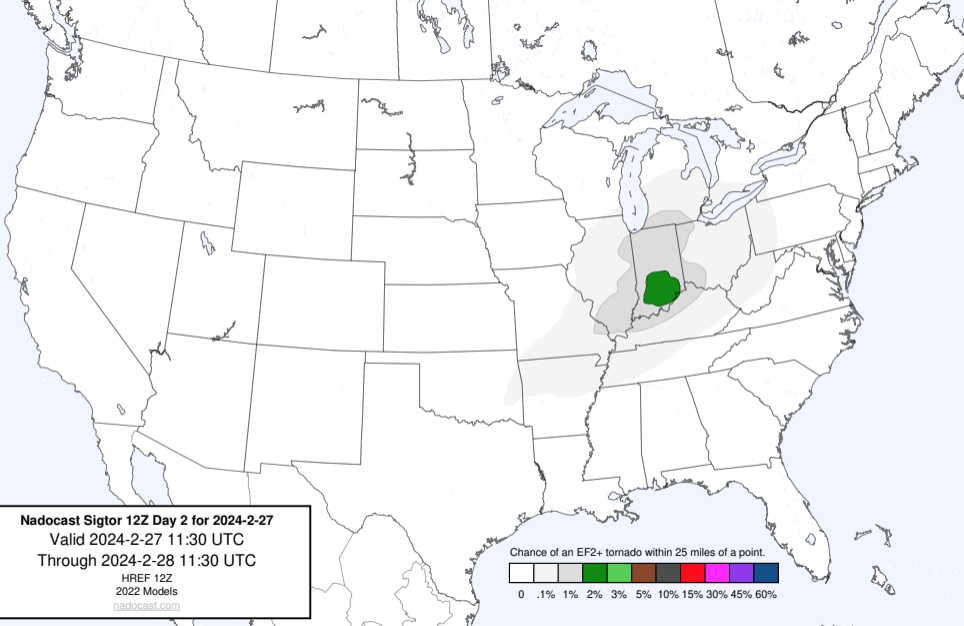 Nadocast Sigtor 12Z Day 2 for 2024-2-27
Valid 2024-2-27 11:30 UTC
Through 2024-2-28 11:30 UTC
HREF 12Z
2022 Models
nadocast.com
Chance of an EF2+ tornado within 25 miles of a point.
0 .1% 1% 2% 3% 5% 10% 15% 30% 45% 60%